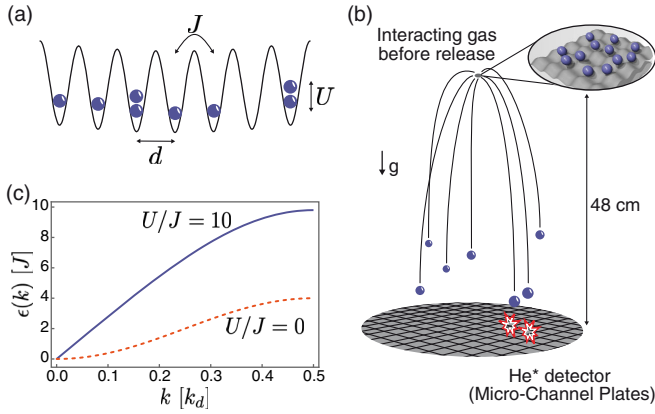 (a)
J
U
d
(b)
Interacting gas
before release
g
48 cm
He* detector
(Micro-Channel Plates)
(c)
ϵ(k) [J]
10
8
6
4
2
0
U/J = 10
U/J = 0
0.0 0.1 0.2 0.3 0.4 0.5
k [k_d]